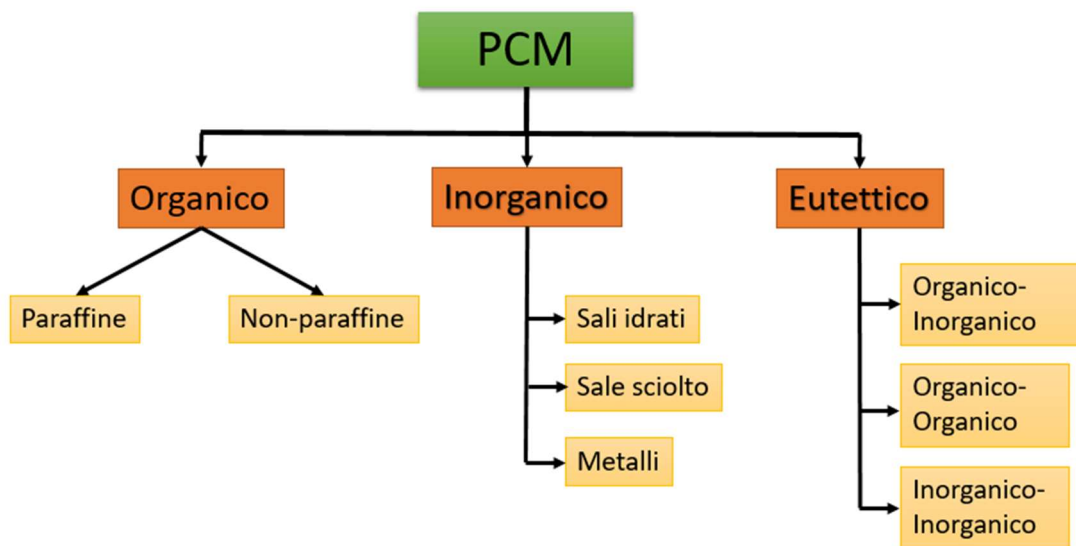 PCM
Organico
Inorganico
Eutettico
Paraffine
Non-paraffine
Sali idrati
Sale sciolto
Metalli
Organico-
Inorganico
Organico-
Organico
Inorganico-
Inorganico